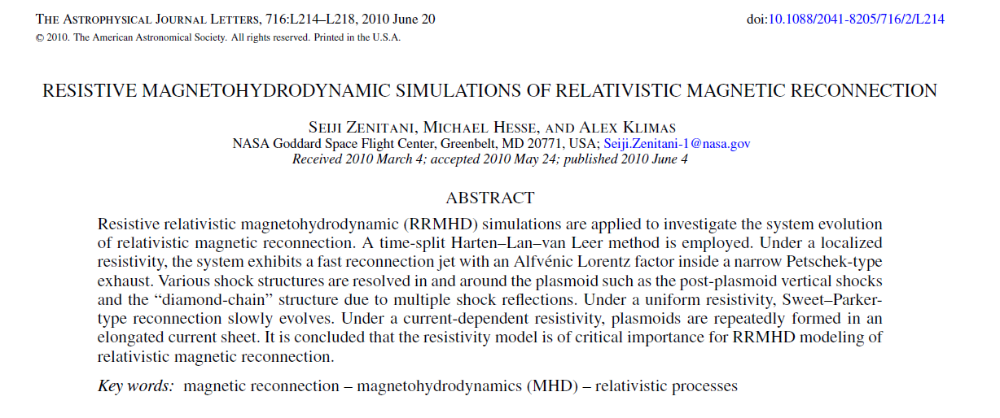 THE ASTROPHYSICAL JOURNAL LETTERS, 716:L214–L218, 2010 June 20
doi:10.1088/2041-8205/716/2/L214
© 2010. The American Astronomical Society. All rights reserved. Printed in the U.S.A.
RESISTIVE MAGNETOHYDRODYNAMIC SIMULATIONS OF RELATIVISTIC MAGNETIC RECONNECTION
SEIJI ZENITANI, MICHAEL HESSE, AND ALEX KLIMAS
NASA Goddard Space Flight Center, Greenbelt, MD 20771, USA; Seiji.Zenitani-1@nasa.gov
Received 2010 March 4; accepted 2010 May 24; published 2010 June 4
ABSTRACT
Resistive relativistic magnetohydrodynamic (RRMHD) simulations are applied to investigate the system evolution
of relativistic magnetic reconnection. A time-split Harten–Lan–van Leer method is employed. Under a localized
resistivity, the system exhibits a fast reconnection jet with an Alfvénic Lorentz factor inside a narrow Petschek-type
exhaust. Various shock structures are resolved in and around the plasmoid such as the post-plasmoid vertical shocks
and the “diamond-chain” structure due to multiple shock reflections. Under a uniform resistivity, Sweet–Parker-
type reconnection slowly evolves. Under a current-dependent resistivity, plasmoids are repeatedly formed in an
elongated current sheet. It is concluded that the resistivity model is of critical importance for RRMHD modeling of
relativistic magnetic reconnection.
Key words: magnetic reconnection – magnetohydrodynamics (MHD) – relativistic processes